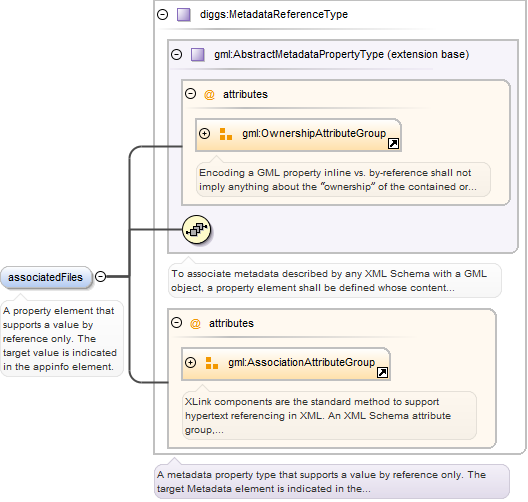 diggs:MetadataReferenceType
gml:AbstractMetadataPropertyType (extension base)
@ attributes
gml:OwnershipAttributeGroup
Encoding a GML property inline vs. by-reference shall not
imply anything about the "ownership" of the contained or...
associatedFiles
A property element that
supports a value by
reference only. The
target value is indicated
in the appinfo element.
To associate metadata described by any XML Schema with a GML
object, a property element shall be defined whose content...
@ attributes
gml:AssociationAttributeGroup
XLink components are the standard method to support
hypertext referencing in XML. An XML Schema attribute
group,...
A metadata property type that supports a value by reference only. The
target Metadata element is indicated in the...